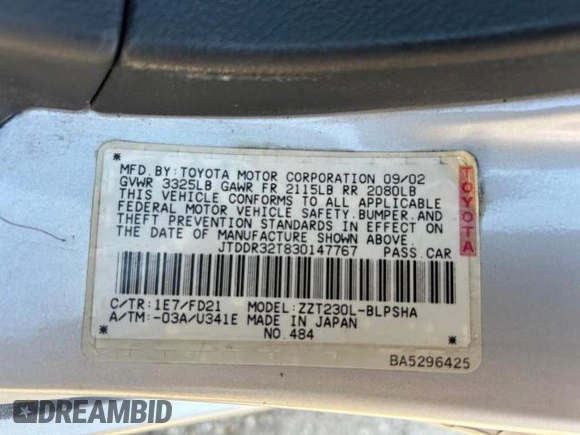 MFD.BY:TOYOTA MOTOR CORPORATION 09/02
GVWR 3325LB GAWR FR 2115LB RR 2080LB
THIS VEHICLE CONFORMS TO ALL APPLICABLE
FEDERAL MOTOR VEHICLE SAFETY.BUMPER,AND
THEFT PREVENTION STANDARDS IN EFFECT ON
THE DATE OF MANUFACTURE SHOWN ABOVE.
JTDDR32T830147767 PASS.CAR
TOYOTA
C/TR:1E7/FD21 MODEL:ZZT230L-BLPSHA
A/TM:-03A/U341E MADE IN JAPAN
NO.484
BA5296425
DREAMBID